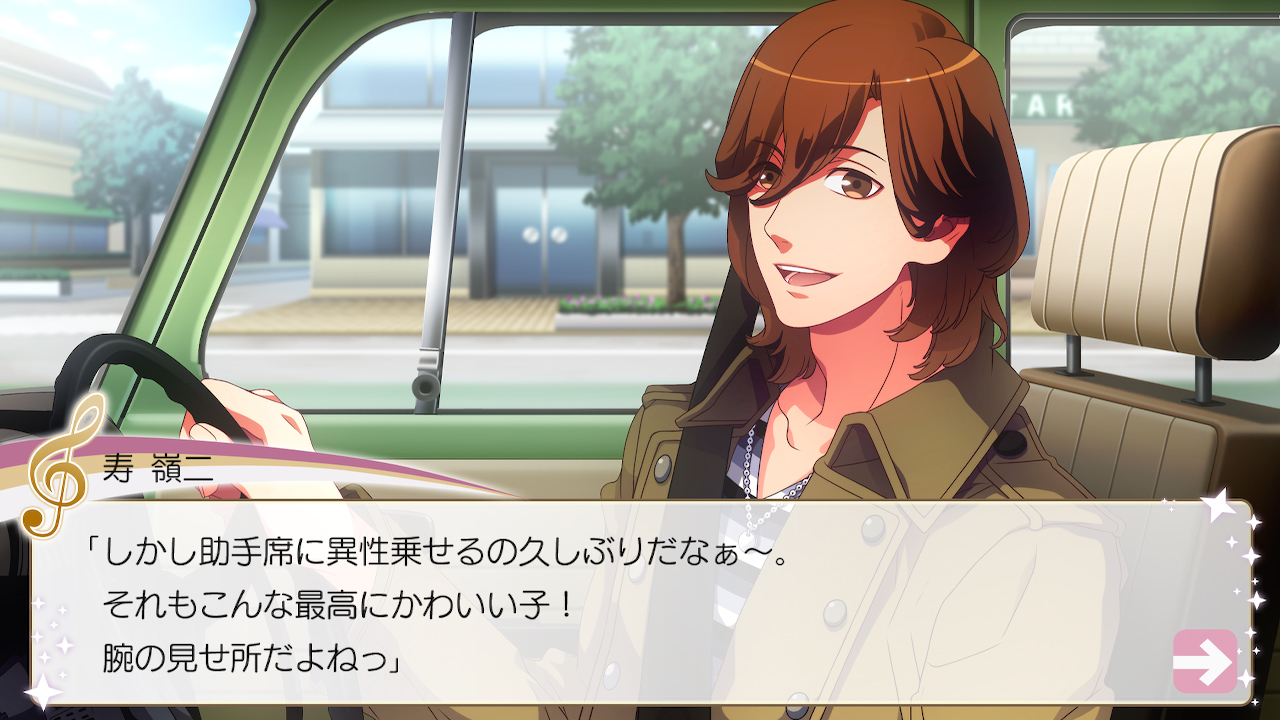 TAR
寿 嶺二
「しかし助手席に異性乗せるの久しぶりだなぁ～。
それもこんな最高にかわいい子！
腕の見せ所だよねっ」